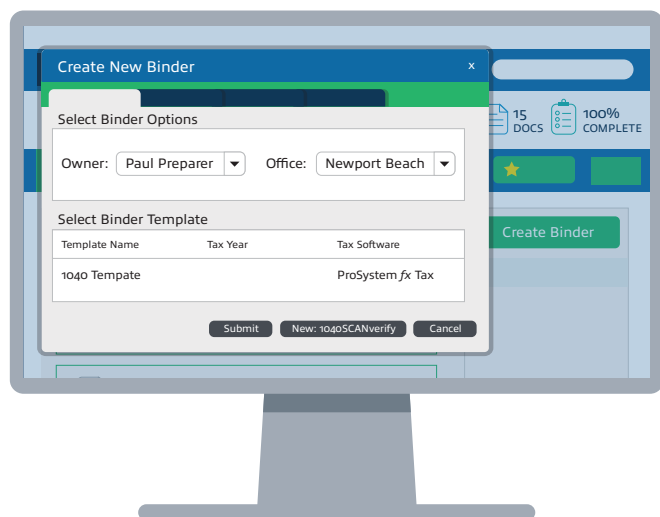 Create New Binder x
15 DOCS
100% COMPLETE
Select Binder Options
Owner: Paul Preparer Office: Newport Beach
Select Binder Template
Create Binder
Template Name Tax Year Tax Software
1040 Tempate ProSystem fx Tax
Submit New: 1040SCANverify Cancel